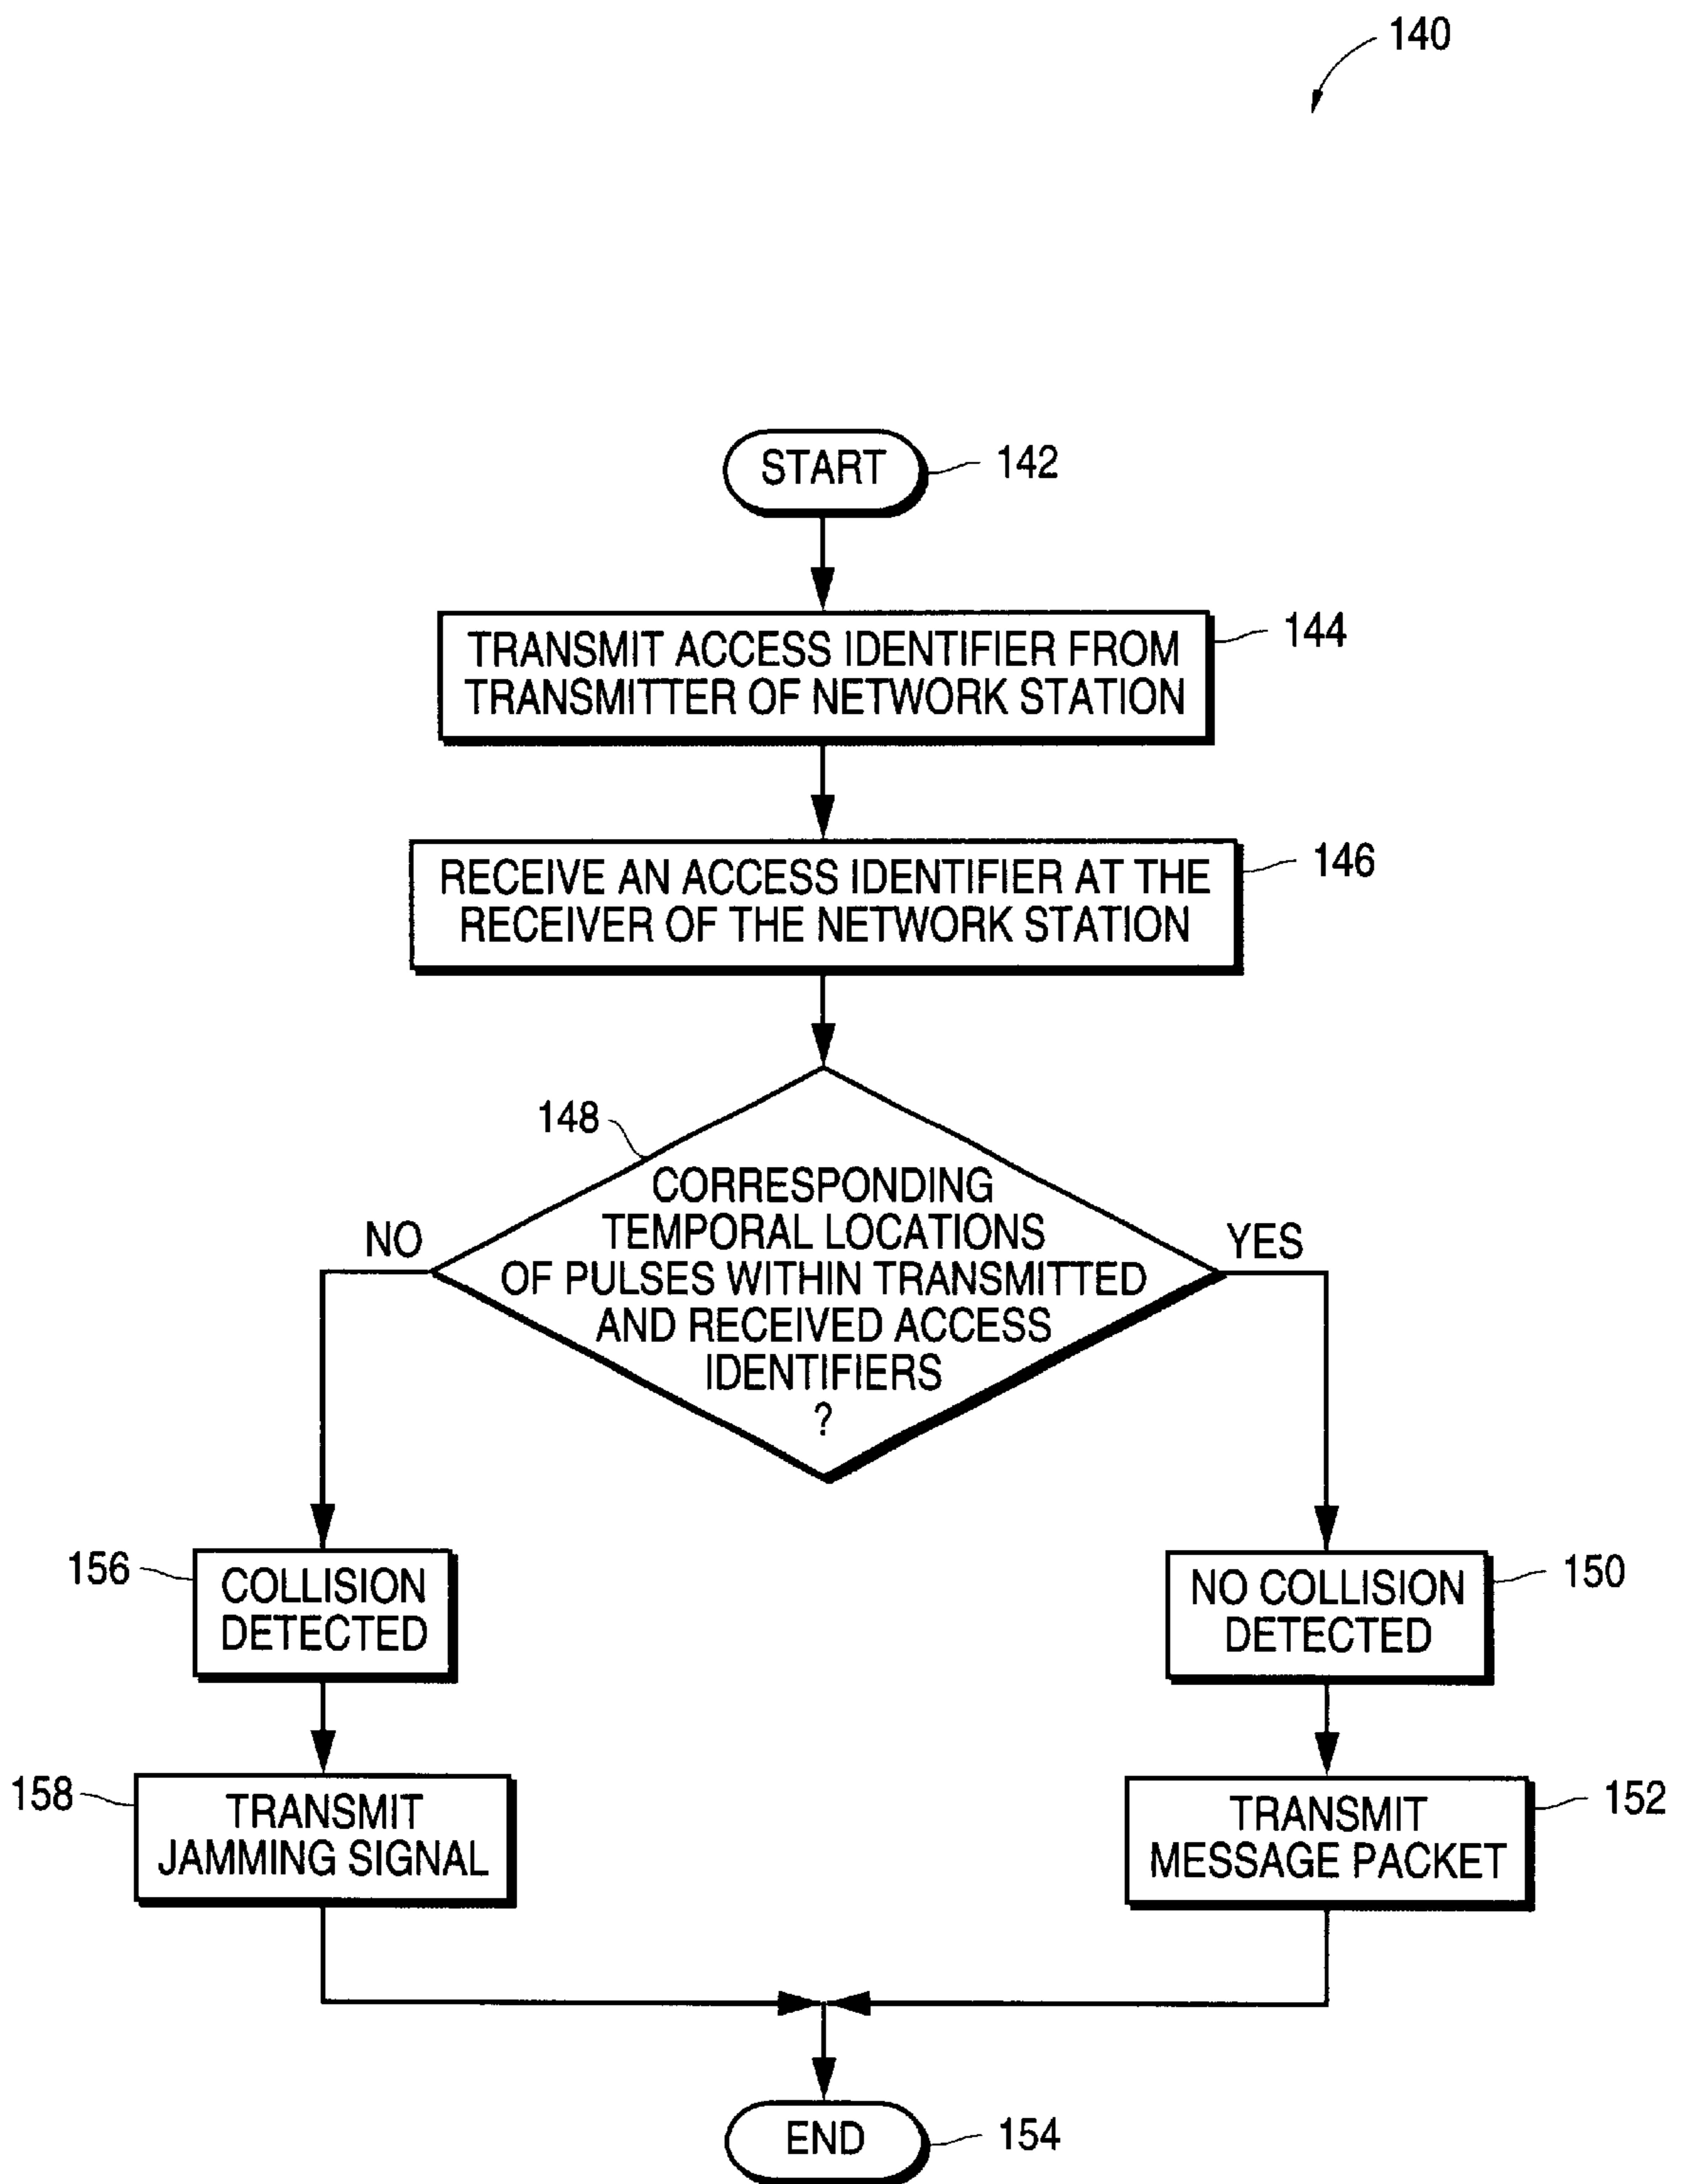 140
START
142
TRANSMIT ACCESS IDENTIFIER FROM
TRANSMITTER OF NETWORK STATION
144
RECEIVE AN ACCESS IDENTIFIER AT THE
RECEIVER OF THE NETWORK STATION
146
148
CORRESPONDING
TEMPORAL LOCATIONS
OF PULSES WITHIN TRANSMITTED
AND RECEIVED ACCESS
IDENTIFIERS
?
NO
YES
156
COLLISION
DETECTED
NO COLLISION
DETECTED
150
158
TRANSMIT
JAMMING SIGNAL
TRANSMIT
MESSAGE PACKET
152
END
154